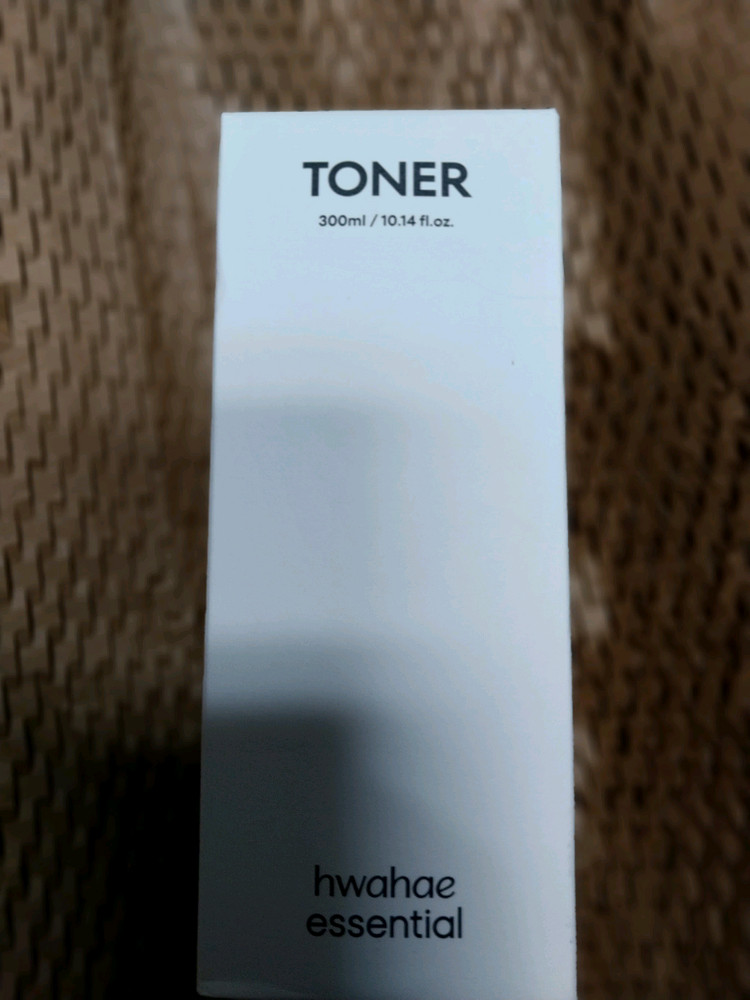 TONER
300ml / 10.14 fl.oz.
hwahae
essential